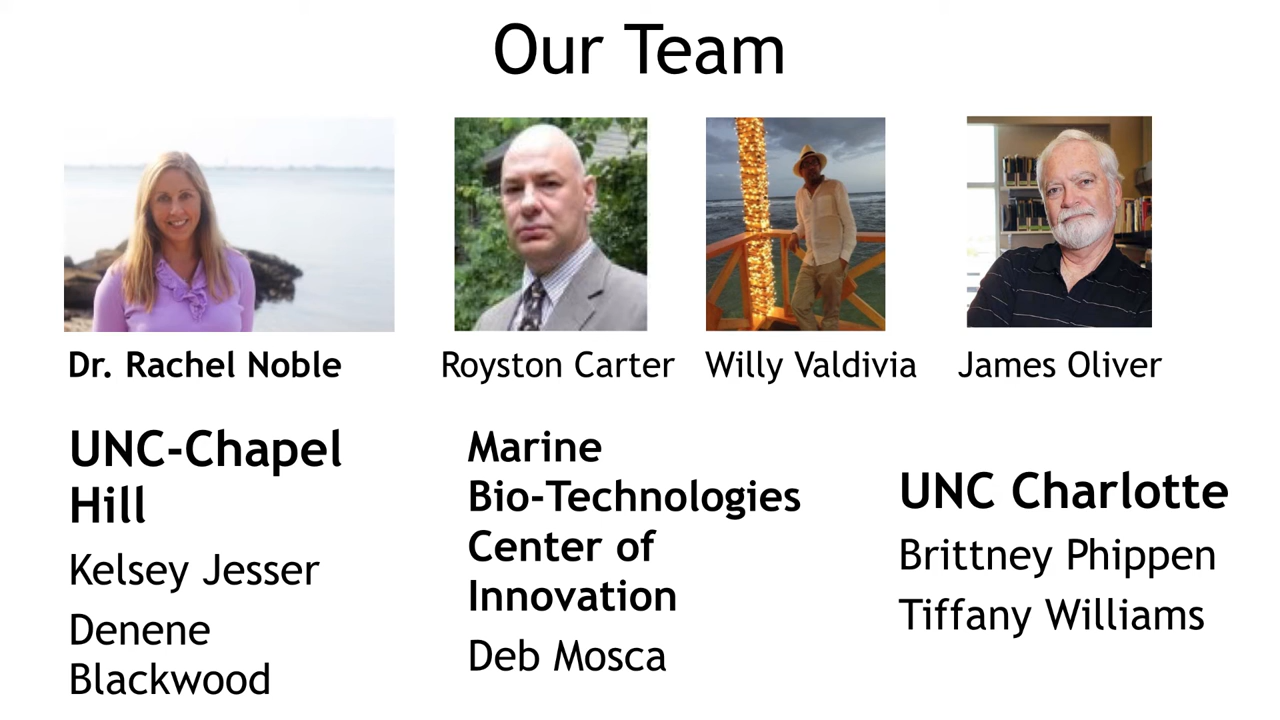 Our Team
Dr. Rachel Noble
Royston Carter
Willy Valdivia
James Oliver
UNC-Chapel
Hill
Kelsey Jesser
Denene
Blackwood
Marine
Bio-Technologies
Center of
Innovation
Deb Mosca
UNC Charlotte
Brittney Phippen
Tiffany Williams